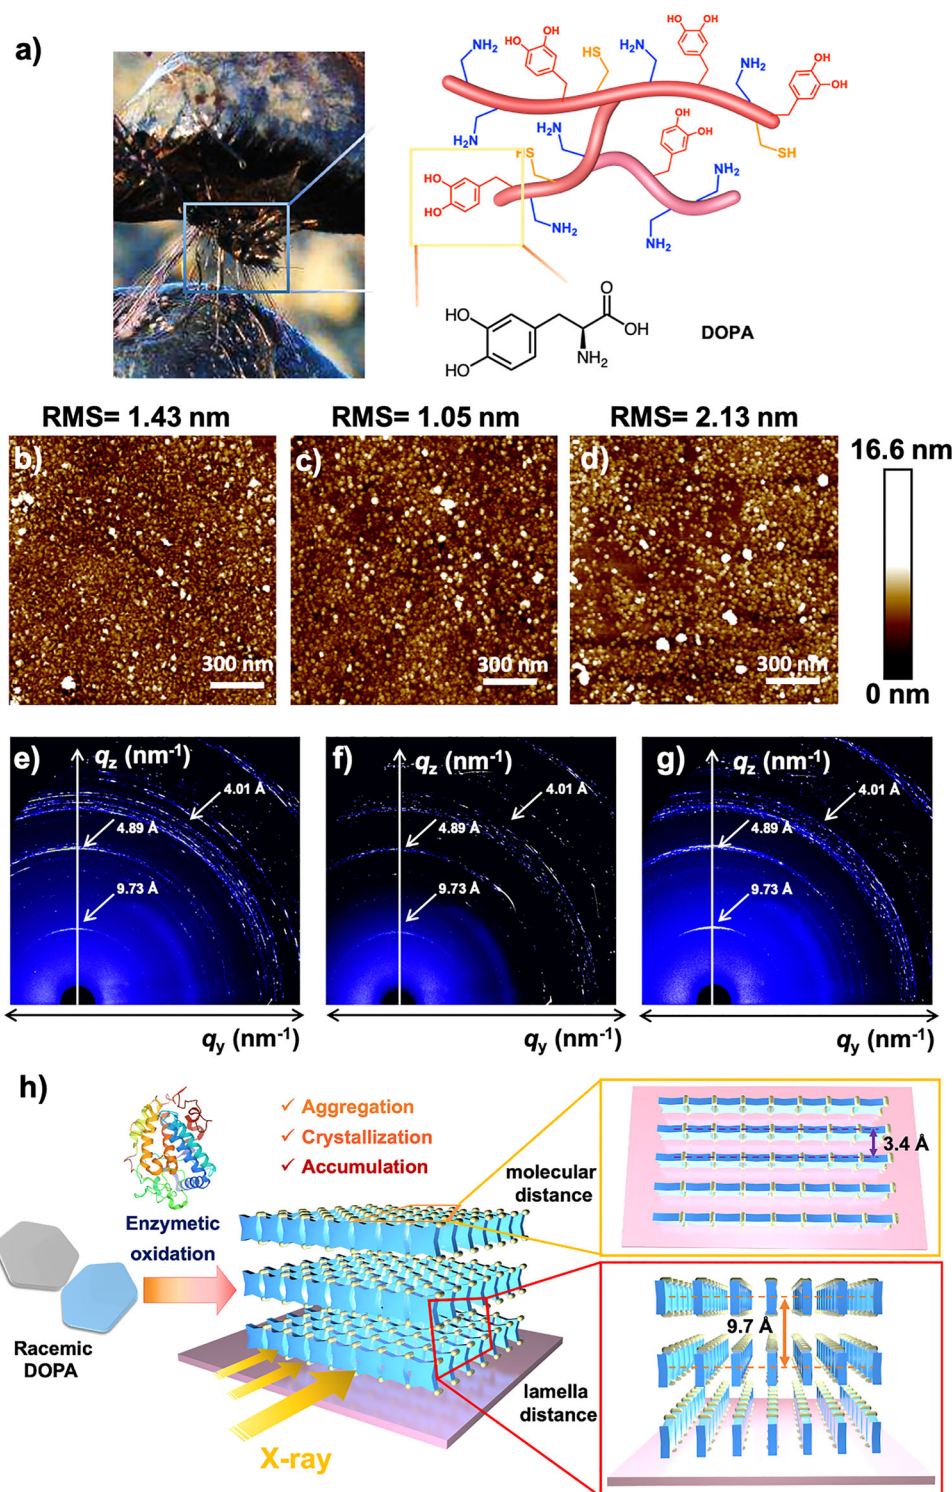 a)
NH₂
HO
OH
HS
H₂N
HO
OH
NH₂
OH
OH
H₂N
H₂N
HO
OH
NH₂
SH
HO
OH
HS
NH₂
NH₂
H₂N
NH₂
O
HO
OH
NH₂
HO
DOPA
RMS= 1.43 nm
RMS= 1.05 nm
RMS= 2.13 nm
b)
c)
d)
16.6 nm
300 nm
300 nm
300 nm
0 nm
e)
qz (nm⁻¹)
4.01 Å
4.89 Å
9.73 Å
qy (nm⁻¹)
f)
qz (nm⁻¹)
4.01 Å
4.89 Å
9.73 Å
qy (nm⁻¹)
g)
qz (nm⁻¹)
4.01 Å
4.89 Å
9.73 Å
qy (nm⁻¹)
h)
✓ Aggregation
✓ Crystallization
✓ Accumulation
Enzymetic
oxidation
Racemic
DOPA
X-ray
molecular
distance
3.4 Å
lamella
distance
9.7 Å